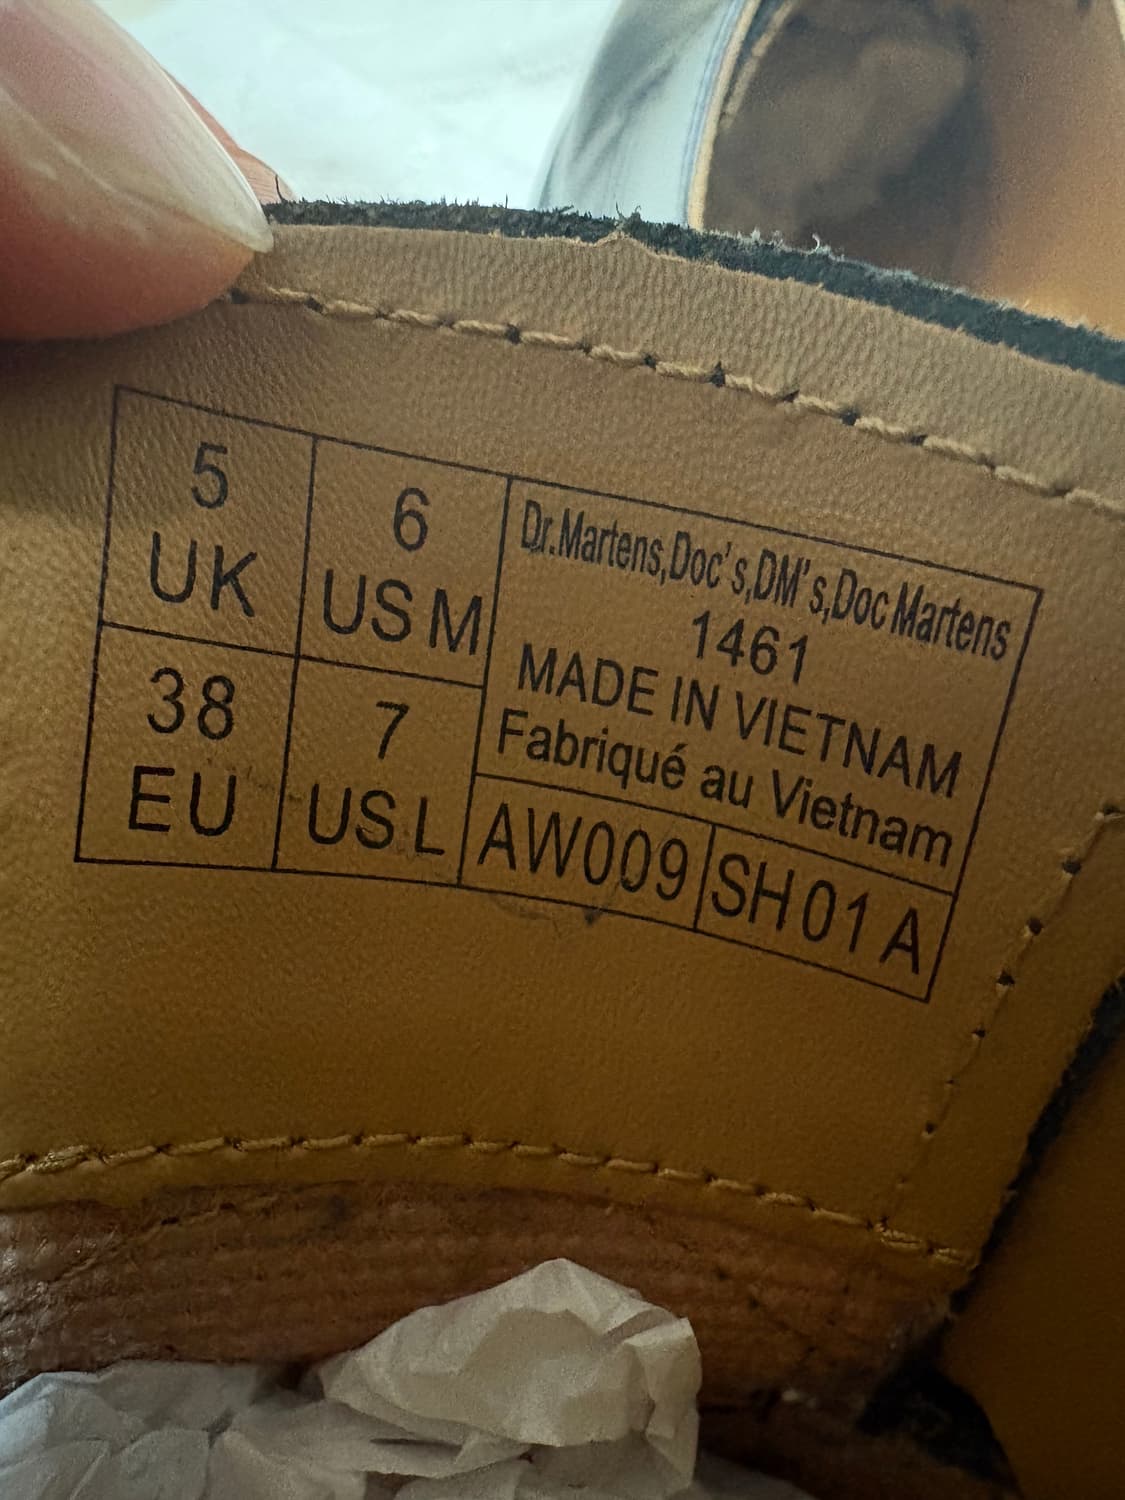 5
UK
6
US M
38
EU
7
US L
Dr.Martens,Doc's,DM's,Doc Martens
1461
MADE IN VIETNAM
Fabriqué au Vietnam
AW009
SH01 A